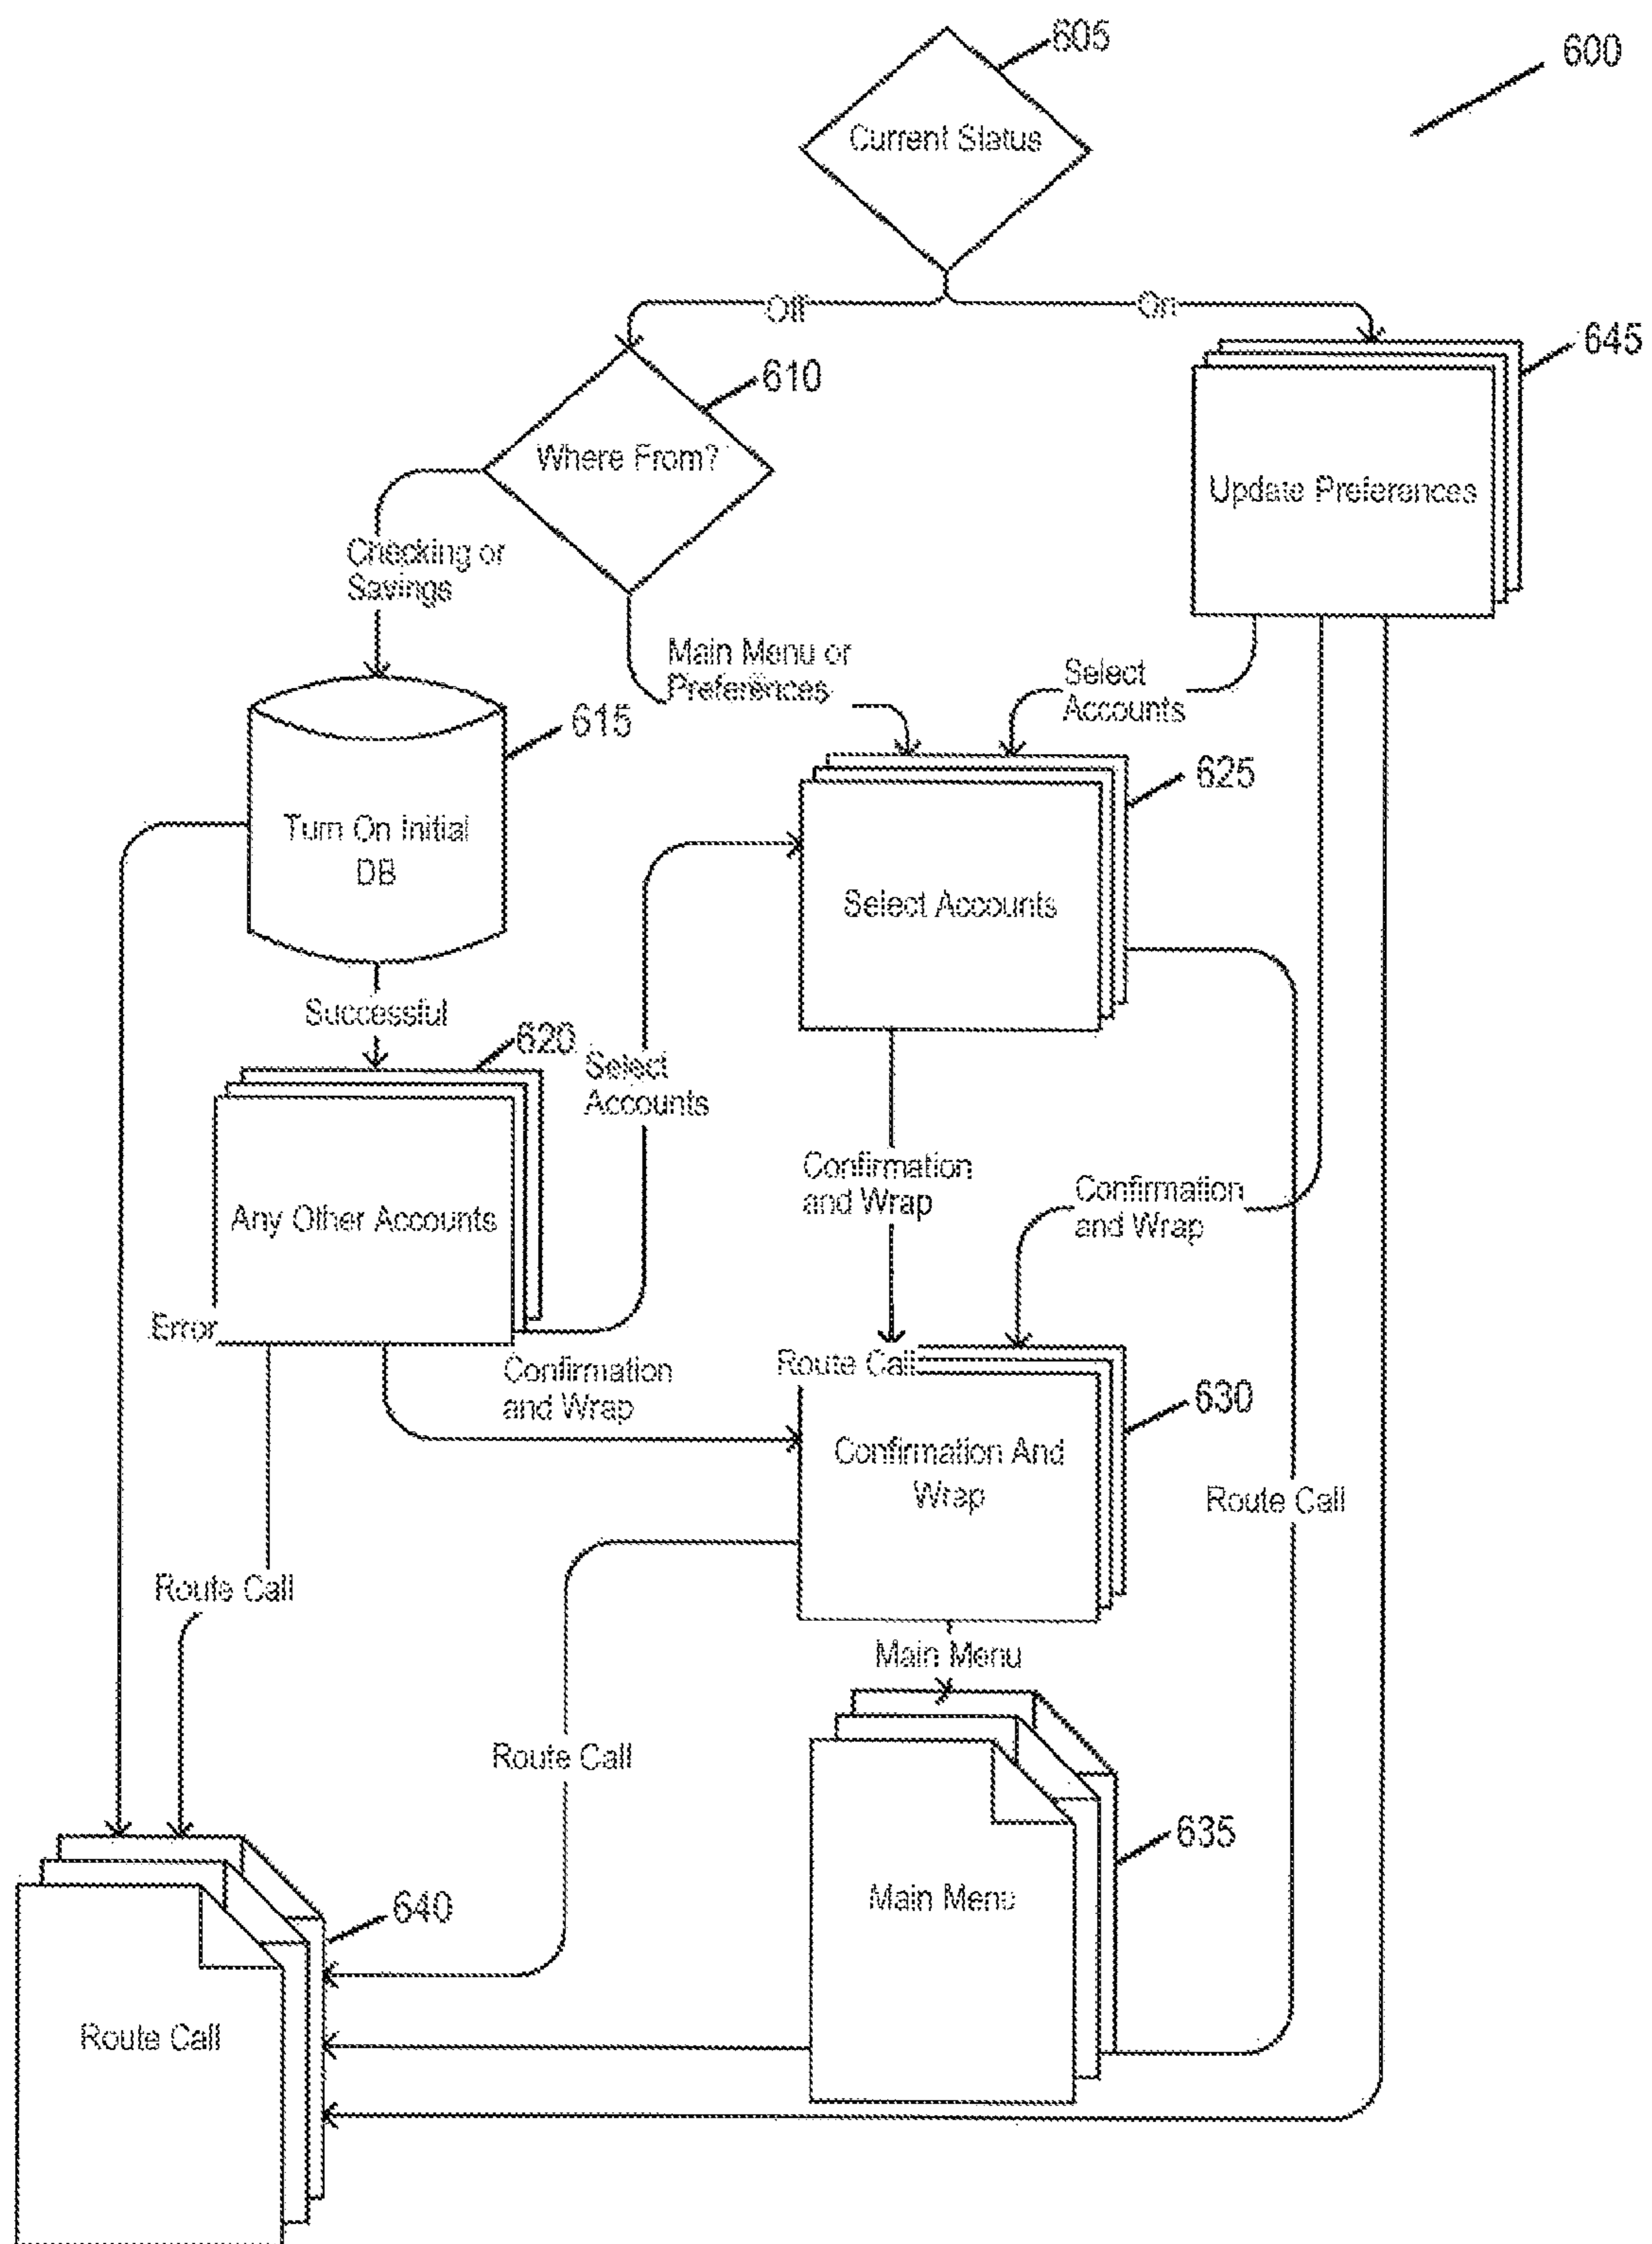 605
600
Current Status
Off
On
645
610
Where From?
Update Preferences
Checking or
Savings
Main Menu or
Preferences
Select
Accounts
615
625
Turn On Initial
DB
Select Accounts
Successful
620
Select
Accounts
Confirmation
and Wrap
Confirmation
and Wrap
Any Other Accounts
Error
Confirmation
and Wrap
Route Call
630
Confirmation And
Wrap
Route Call
Route Call
Main Menu
Route Call
635
Main Menu
640
Route Call